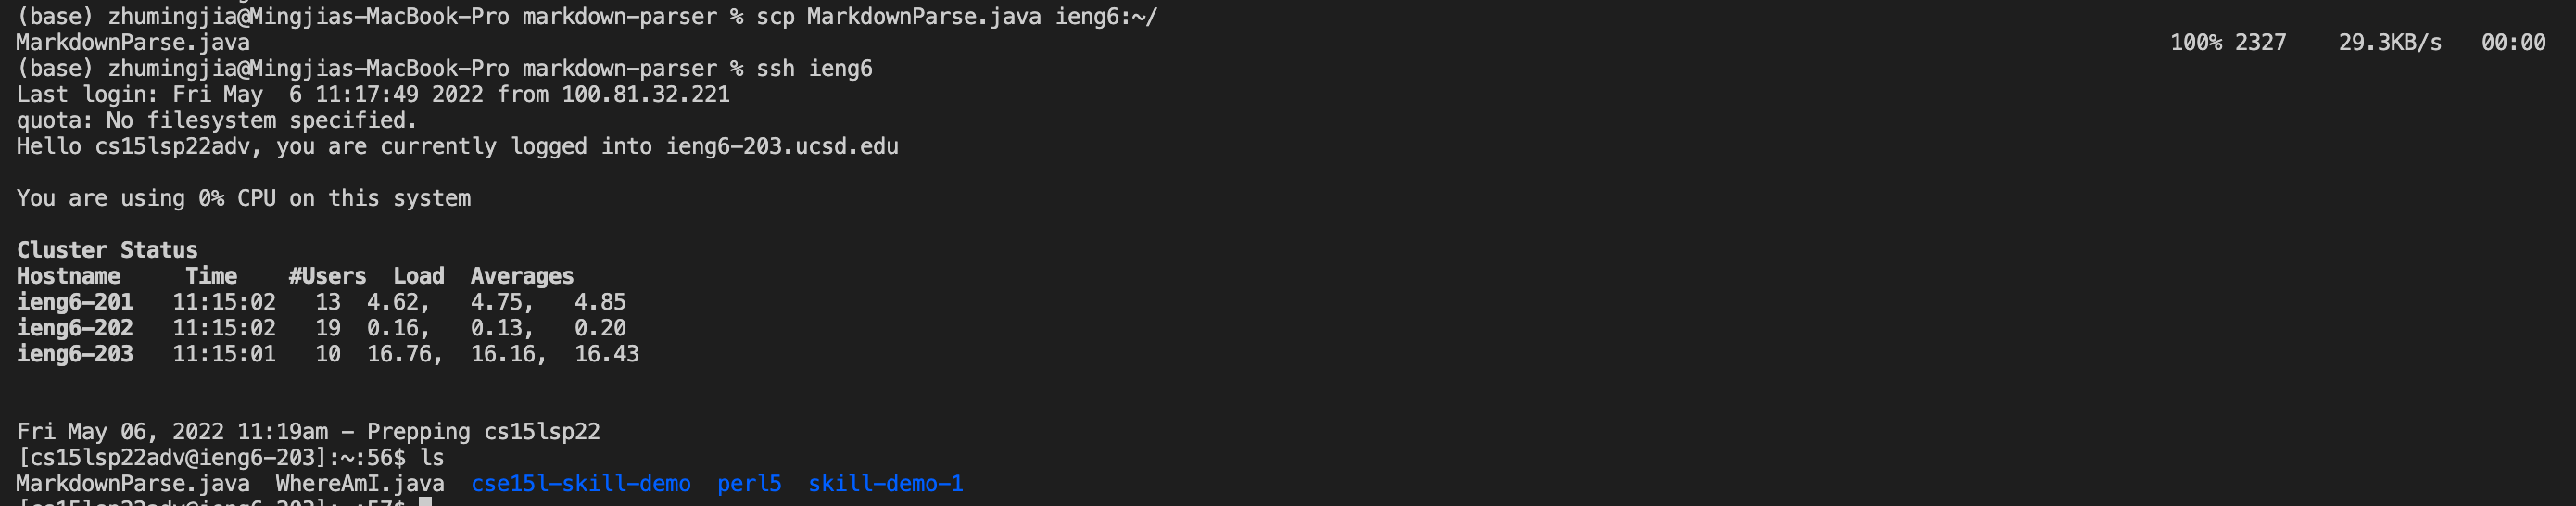 (base) zhumingjia@Mingjias-MacBook-Pro markdown-parser % scp MarkdownParse.java ieng6:~/
MarkdownParse.java 100% 2327 29.3KB/s 00:00
(base) zhumingjia@Mingjias-MacBook-Pro markdown-parser % ssh ieng6
Last login: Fri May  6 11:17:49 2022 from 100.81.32.221
quota: No filesystem specified.
Hello cs15lsp22adv, you are currently logged into ieng6-203.ucsd.edu
You are using 0% CPU on this system
Cluster Status
Hostname     Time    #Users  Load  Averages
ieng6-201   11:15:02   13  4.62,   4.75,   4.85
ieng6-202   11:15:02   19  0.16,   0.13,   0.20
ieng6-203   11:15:01   10  16.76,  16.16,  16.43
Fri May 06, 2022 11:19am - Prepping cs15lsp22
[cs15lsp22adv@ieng6-203]:~:56$ ls
MarkdownParse.java  WhereAmI.java  cse15l-skill-demo  perl5  skill-demo-1
[cs15lsp22adv@ieng6-203]:~:57$